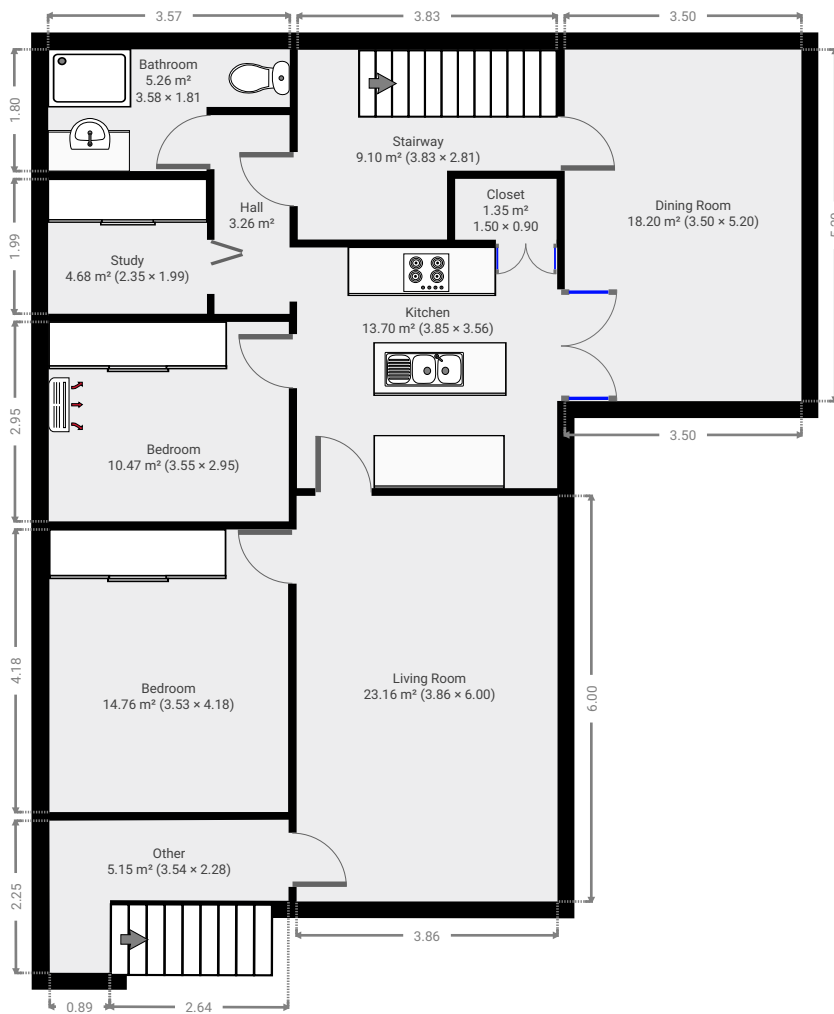 3.57
3.83
3.50
Bathroom
5.26 m²
3.58 × 1.81
1.80
Stairway
9.10 m² (3.83 × 2.81)
Closet
1.35 m²
1.50 × 0.90
Hall
3.26 m²
Dining Room
18.20 m² (3.50 × 5.20)
1.99
Study
4.68 m² (2.35 × 1.99)
Kitchen
13.70 m² (3.85 × 3.56)
2.95
Bedroom
10.47 m² (3.55 × 2.95)
3.50
4.18
Bedroom
14.76 m² (3.53 × 4.18)
Living Room
23.16 m² (3.86 × 6.00)
6.00
Other
5.15 m² (3.54 × 2.28)
2.25
3.86
0.89
2.64